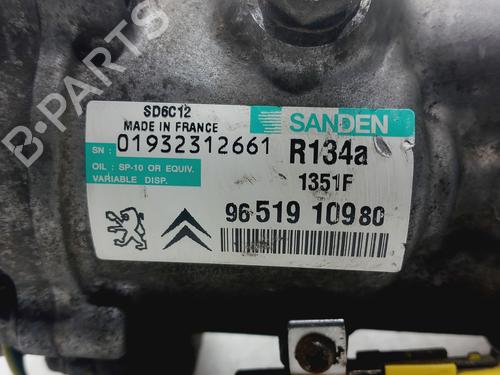 SD6C12
MADE IN FRANCE
SANDEN
SN : 01932312661
R134a
OIL : SP-10 OR EQUIV.
VARIABLE DISP.
1351F
96 519 109 80
B-PARTS